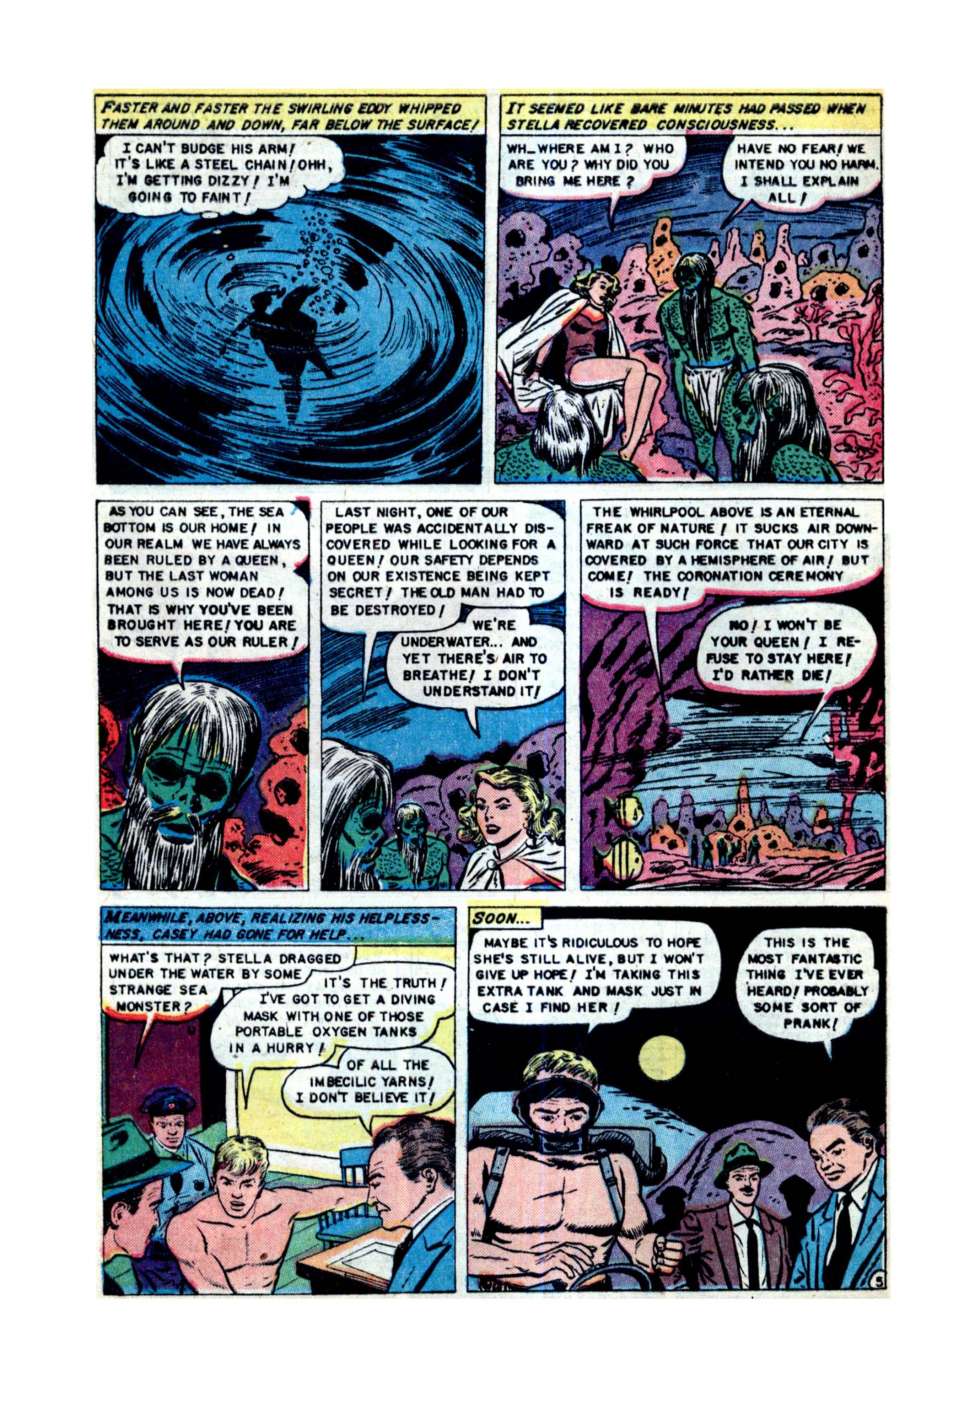 FASTER AND FASTER THE SWIRLING EDDY WHIPPED
THEM AROUND AND DOWN, FAR BELOW THE SURFACE!
I CAN'T BUDGE HIS ARM!
IT'S LIKE A STEEL CHAIN! OHH,
I'M GETTING DIZZY! I'M
GOING TO FAINT!
IT SEEMED LIKE BARE MINUTES HAD PASSED WHEN
STELLA RECOVERED CONSCIOUSNESS...
WH_WHERE AM I? WHO
ARE YOU? WHY DID YOU
BRING ME HERE?
HAVE NO FEAR! WE
INTEND YOU NO HARM.
I SHALL EXPLAIN
ALL!
AS YOU CAN SEE, THE SEA
BOTTOM IS OUR HOME! IN
OUR REALM WE HAVE ALWAYS
BEEN RULED BY A QUEEN,
BUT THE LAST WOMAN
AMONG US IS NOW DEAD!
THAT IS WHY YOU'VE BEEN
BROUGHT HERE! YOU ARE
TO SERVE AS OUR RULER!
LAST NIGHT, ONE OF OUR
PEOPLE WAS ACCIDENTALLY DIS-
COVERED WHILE LOOKING FOR A
QUEEN! OUR SAFETY DEPENDS
ON OUR EXISTENCE BEING KEPT
SECRET! THE OLD MAN HAD TO
BE DESTROYED!
WE'RE
UNDERWATER... AND
YET THERE'S AIR TO
BREATHE! I DON'T
UNDERSTAND IT!
THE WHIRLPOOL ABOVE IS AN ETERNAL
FREAK OF NATURE! IT SUCKS AIR DOWN-
WARD AT SUCH FORCE THAT OUR CITY IS
COVERED BY A HEMISPHERE OF AIR! BUT
COME! THE CORONATION CEREMONY
IS READY!
NO! I WON'T BE
YOUR QUEEN! I RE-
FUSE TO STAY HERE!
I'D RATHER DIE!
MEANWHILE, ABOVE, REALIZING HIS HELPLESS-
NESS, CASEY HAD GONE FOR HELP...
WHAT'S THAT? STELLA DRAGGED
UNDER THE WATER BY SOME
STRANGE SEA
MONSTER?
IT'S THE TRUTH!
I'VE GOT TO GET A DIVING
MASK WITH ONE OF THOSE
PORTABLE OXYGEN TANKS
IN A HURRY!
OF ALL THE
IMBECILIC YARNS!
I DON'T BELIEVE IT!
SOON...
MAYBE IT'S RIDICULOUS TO HOPE
SHE'S STILL ALIVE, BUT I WON'T
GIVE UP HOPE! I'M TAKING THIS
EXTRA TANK AND MASK JUST IN
CASE I FIND HER!
THIS IS THE
MOST FANTASTIC
THING I'VE EVER
HEARD! PROBABLY
SOME SORT OF
PRANK!
5